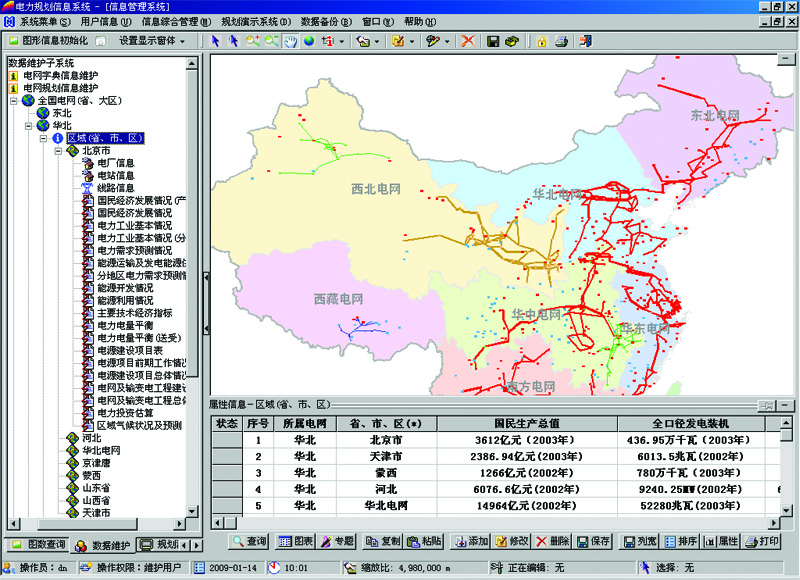 电力规划信息系统 - [信息管理系统]
系统菜单(S) 用户信息(U) 信息综合管理(M) 规划演示系统(D) 数据备份(B) 窗口(W) 帮助(H)
图形信息初始化 设置显示窗体
数据维护子系统
电网字典信息维护
电网规划信息维护
全国电网(省、大区)
东北
华北
区域(省、市、区)
北京市
电厂信息
电站信息
线路信息
国民经济发展情况(产
国民经济发展情况
电力工业基本情况
电力工业基本情况(分
电力需求预测情况
能源运输及发电能源
分地区电力需求预测情
能源开发情况
能源利用情况
主要技术经济指标
电力电量平衡
电力电量平衡(送受)
电源建设项目表
电源项目前期工作情况
电源建设项目总体情况
电网及输变电工程建设
电网及输变电工程总体
电力投资估算
区域气候状况及预测
河北
华北电网
京津唐
蒙西
山东省
山西省
天津市
图数查询 数据维护 规划
东北电网
西北电网
华北电网
西藏电网
华中电网
华东电网
南方电网
属性信息-区域(省、市、区)
状态 序号 所属电网 省、市、区(*) 国民生产总值 全口径发电装机
1 华北 北京市 3612亿元(2003年) 436.95万千瓦(2003年)
2 华北 天津市 2386.94亿元(2003年) 6013.5兆瓦(2002年)
3 华北 蒙西 1266亿元(2002年) 780万千瓦(2003年)
4 华北 河北 6076.6亿元(2002年) 9240.25MW(2002年)
5 华北 华北电网 14964亿元(2002年) 52280兆瓦(2002年)
查询 图表 专题 复制 粘贴 添加 修改 删除 保存 列宽 排序 属性 打印
操作员: dn 操作权限: 维护用户 2009-01-14 10:01 缩放比: 4,980,000 m 正在编辑: 无 选择: 无